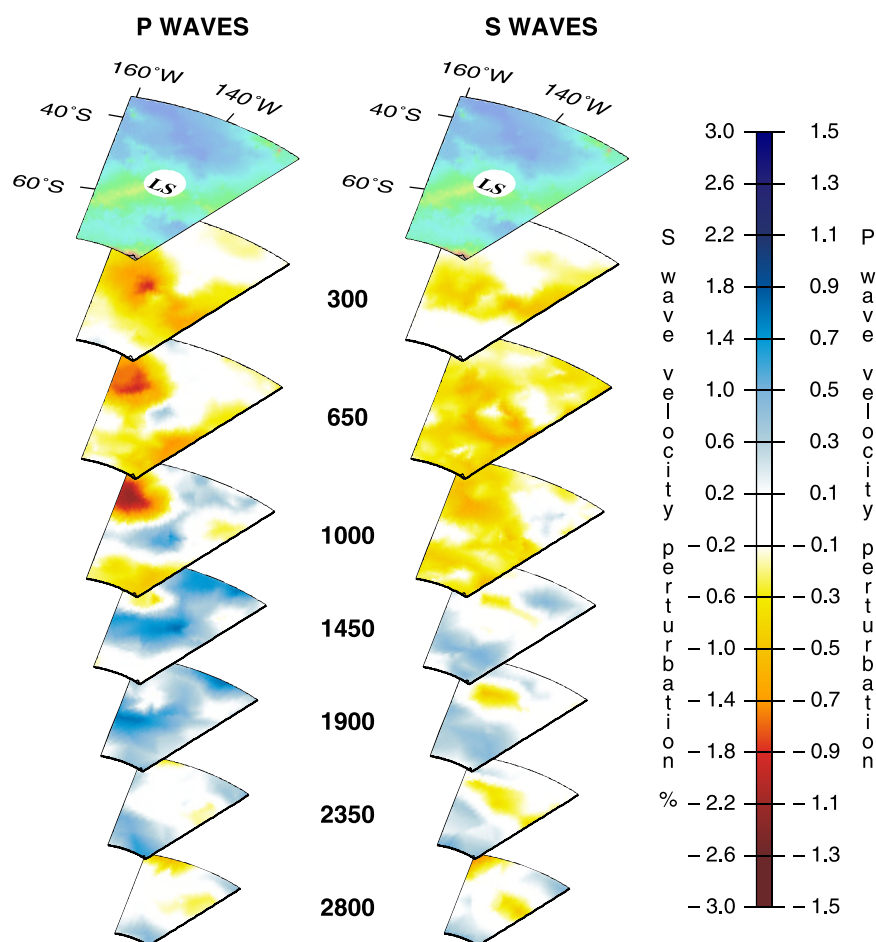 P WAVES
S WAVES
160˚W
140˚W
40˚S
60˚S
LS
160˚W
140˚W
40˚S
60˚S
LS
300
650
1000
1450
1900
2350
2800
S wave velocity perturbation %
3.0 1.5
2.6 1.3
2.2 1.1
1.8 0.9
1.4 0.7
1.0 0.5
0.6 0.3
0.2 0.1
− 0.2 − 0.1
− 0.6 − 0.3
− 1.0 − 0.5
− 1.4 − 0.7
− 1.8 − 0.9
− 2.2 − 1.1
− 2.6 − 1.3
− 3.0 − 1.5
P wave velocity perturbation